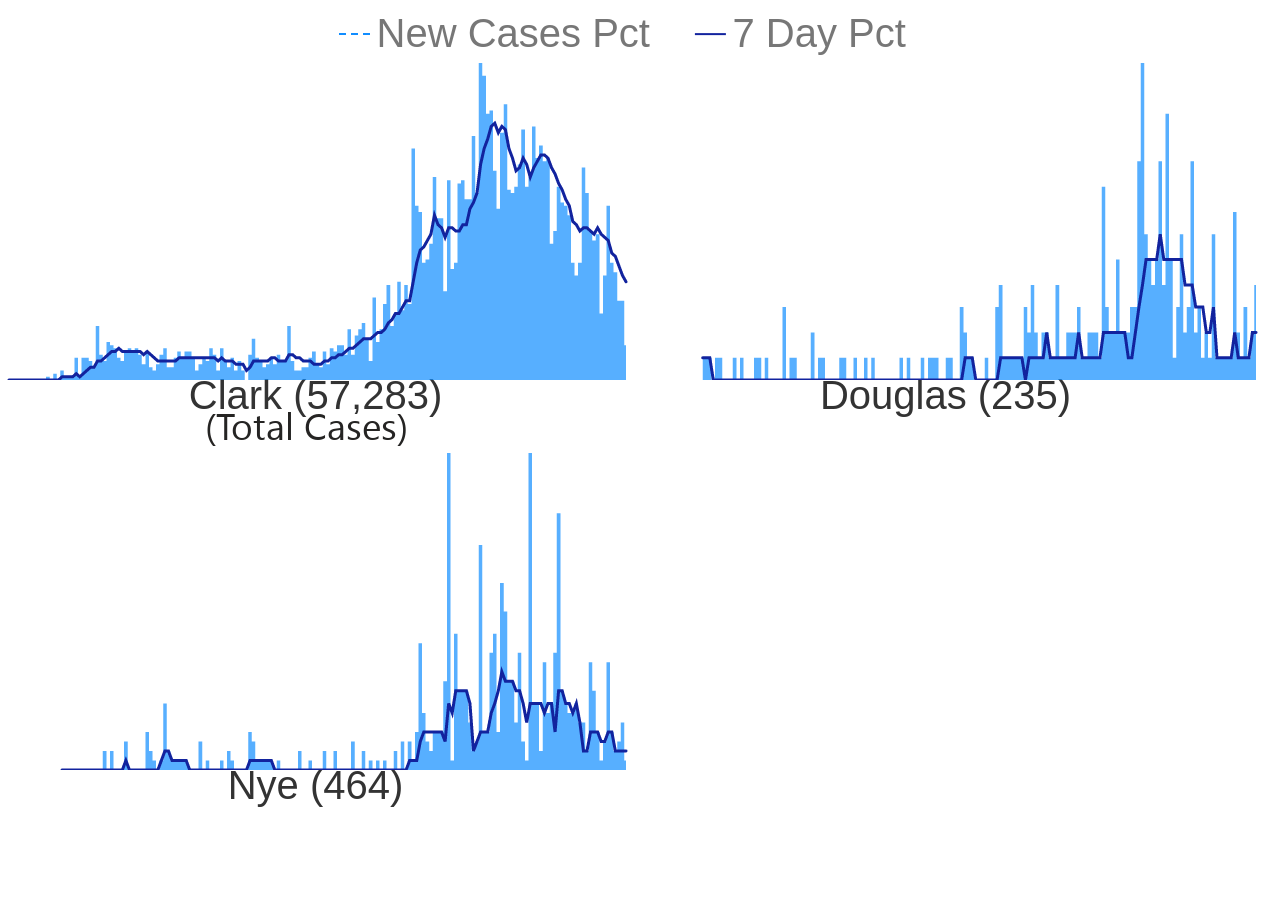 New Cases Pct 7 Day Pct
Clark (57,283)
(Total Cases)
Douglas (235)
Nye (464)